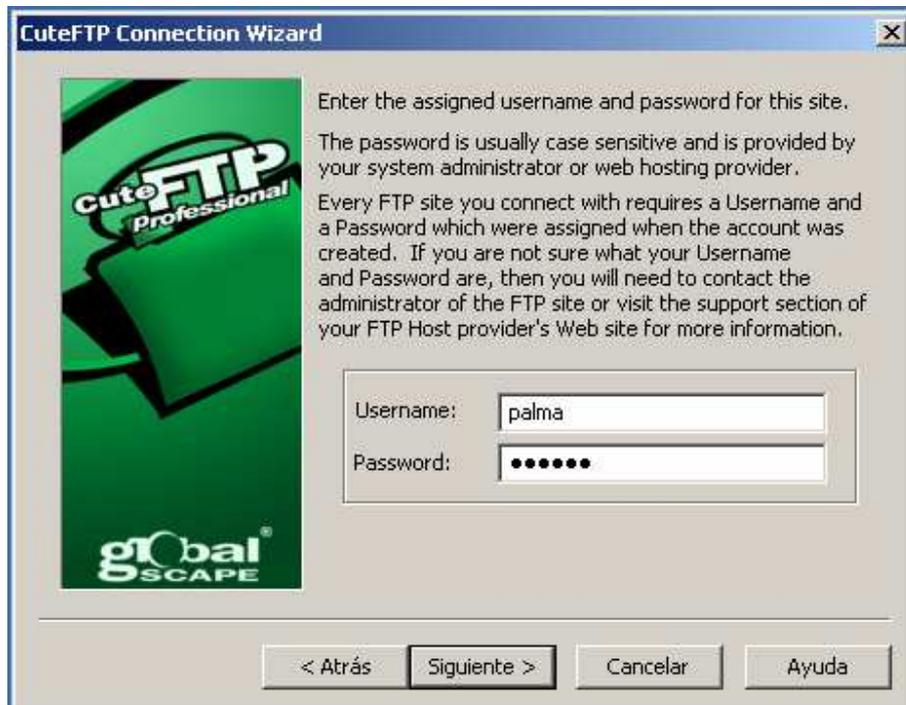 CuteFTP Connection Wizard
Enter the assigned username and password for this site.
The password is usually case sensitive and is provided by
your system administrator or web hosting provider.
Every FTP site you connect with requires a Username and
a Password which were assigned when the account was
created. If you are not sure what your Username
and Password are, then you will need to contact the
administrator of the FTP site or visit the support section of
your FTP Host provider's Web site for more information.
cuteFTP
Professional
Username: palma
Password: ●●●●●●
global®
SCAPE
< Atrás Siguiente > Cancelar Ayuda